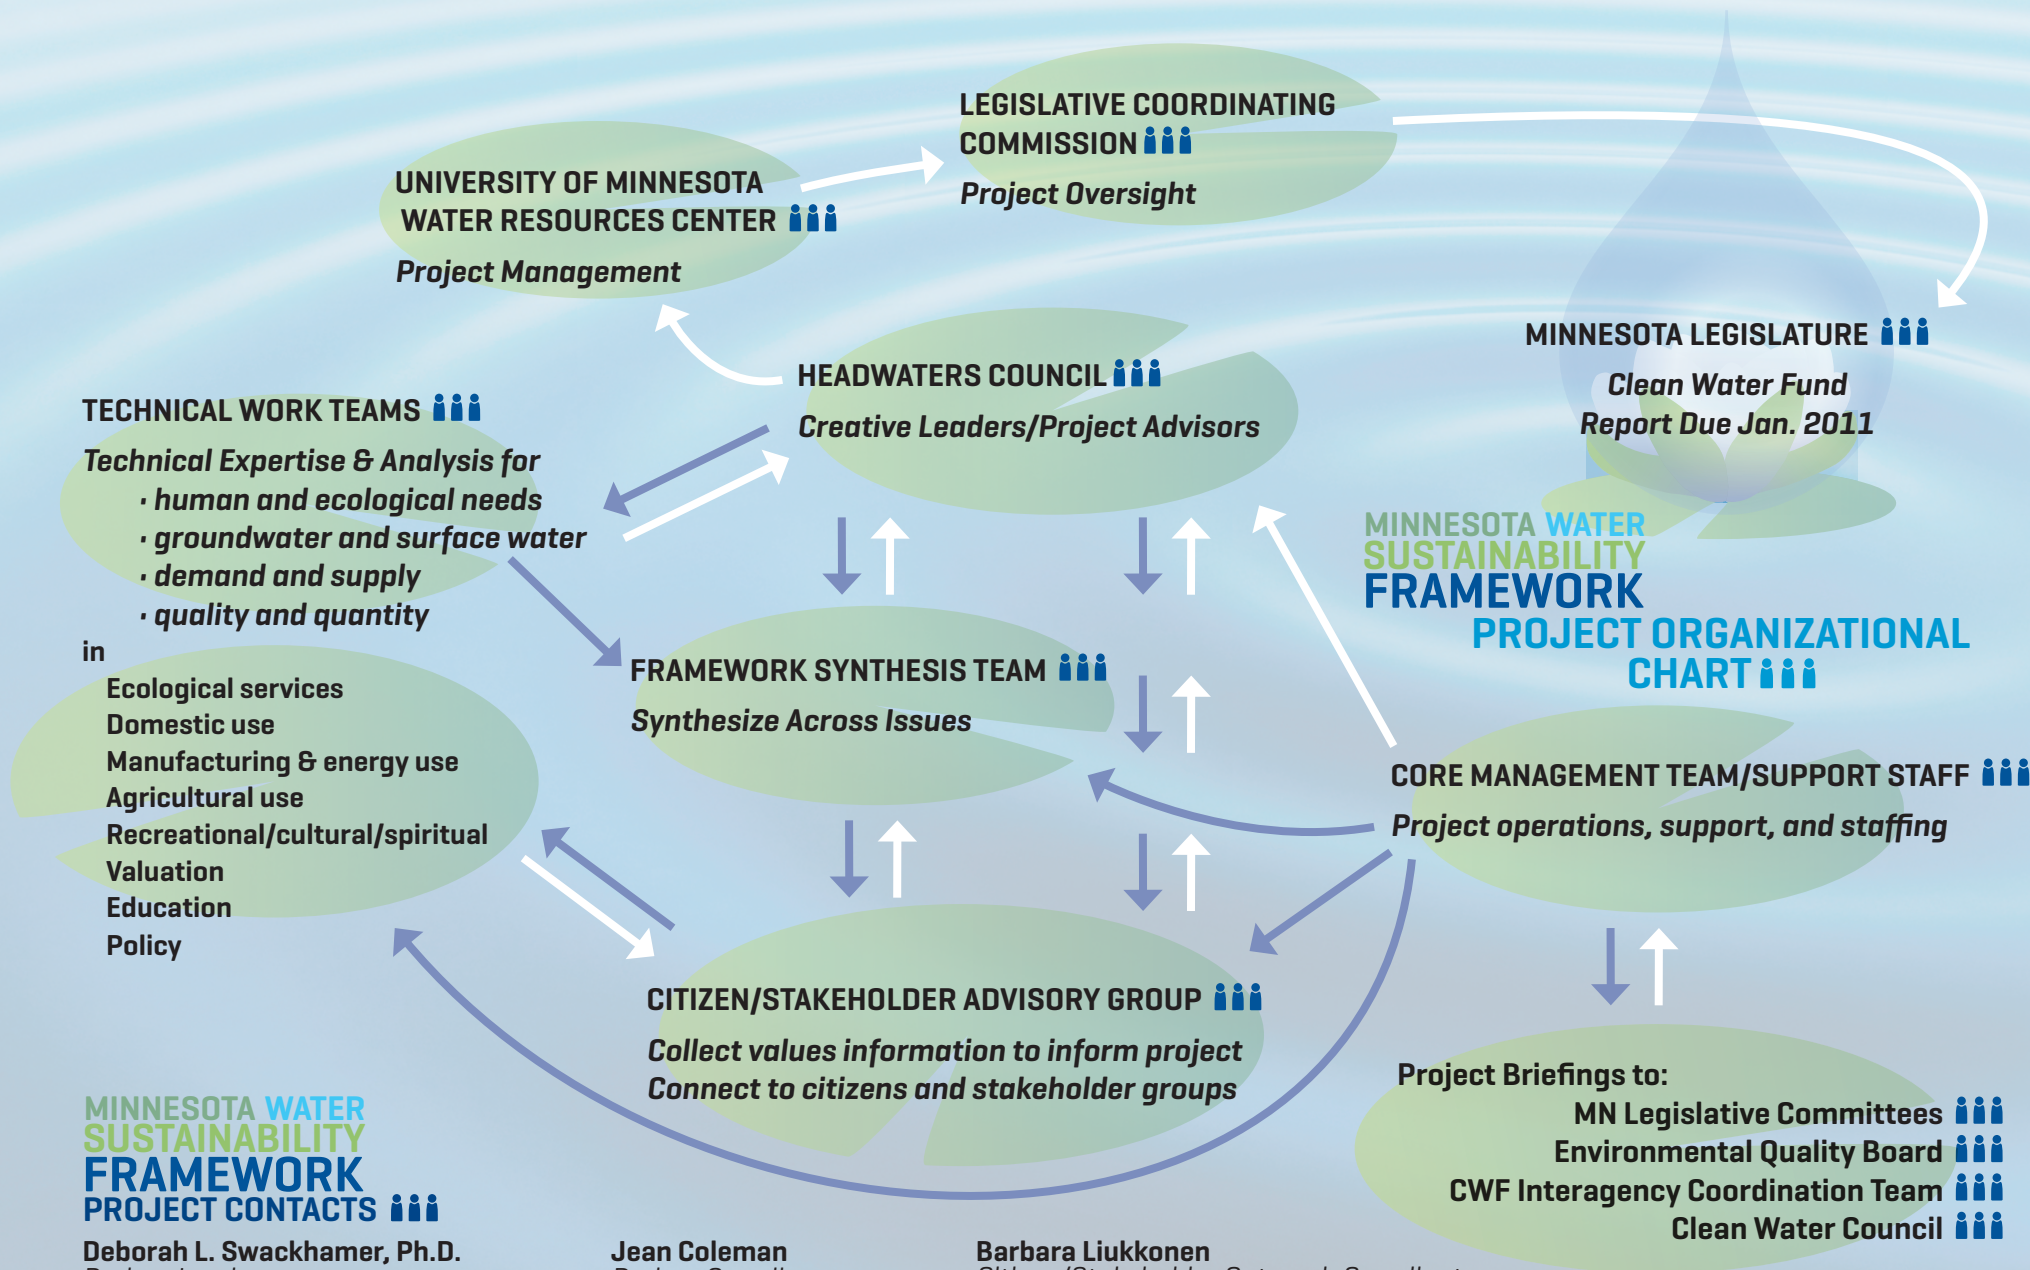 LEGISLATIVE COORDINATING
COMMISSION
Project Oversight
UNIVERSITY OF MINNESOTA
WATER RESOURCES CENTER
Project Management
MINNESOTA LEGISLATURE
Clean Water Fund
Report Due Jan. 2011
HEADWATERS COUNCIL
Creative Leaders/Project Advisors
TECHNICAL WORK TEAMS
Technical Expertise & Analysis for
· human and ecological needs
· groundwater and surface water
· demand and supply
· quality and quantity
in
Ecological services
Domestic use
Manufacturing & energy use
Agricultural use
Recreational/cultural/spiritual
Valuation
Education
Policy
MINNESOTA WATER
SUSTAINABILITY
FRAMEWORK
PROJECT ORGANIZATIONAL
CHART
FRAMEWORK SYNTHESIS TEAM
Synthesize Across Issues
CORE MANAGEMENT TEAM/SUPPORT STAFF
Project operations, support, and staffing
CITIZEN/STAKEHOLDER ADVISORY GROUP
Collect values information to inform project
Connect to citizens and stakeholder groups
Project Briefings to:
MN Legislative Committees
Environmental Quality Board
CWF Interagency Coordination Team
Clean Water Council
MINNESOTA WATER
SUSTAINABILITY
FRAMEWORK
PROJECT CONTACTS
Deborah L. Swackhamer, Ph.D.
Jean Coleman
Barbara Liukkonen